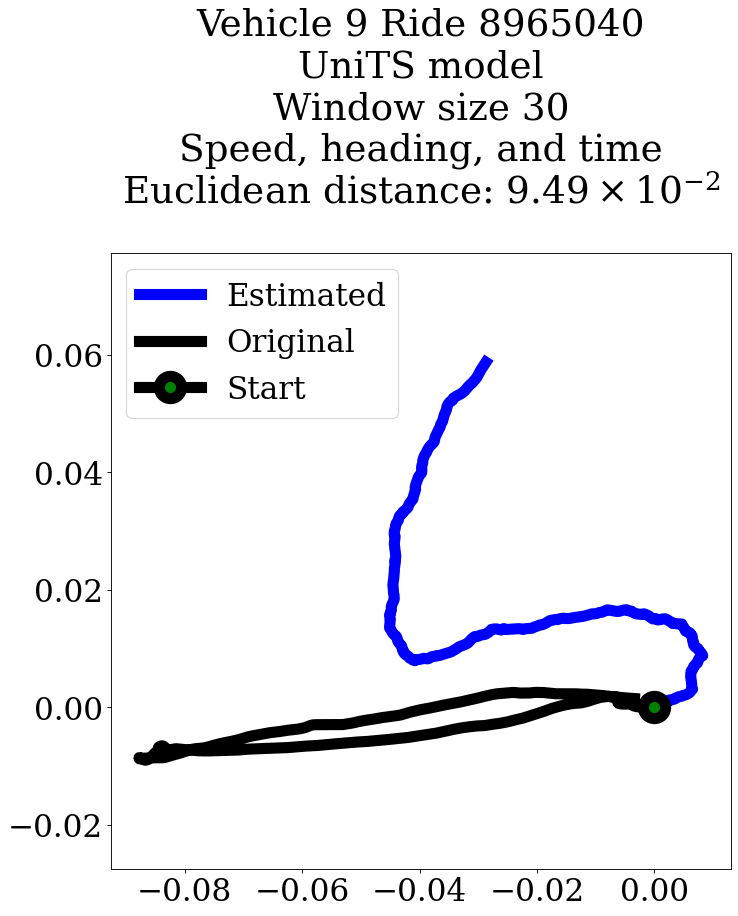 Vehicle 9 Ride 8965040
UniTS model
Window size 30
Speed, heading, and time
Euclidean distance: 9.49 × 10⁻²
Estimated
Original
Start
0.06
0.04
0.02
0.00
−0.02
−0.08 −0.06 −0.04 −0.02 0.00